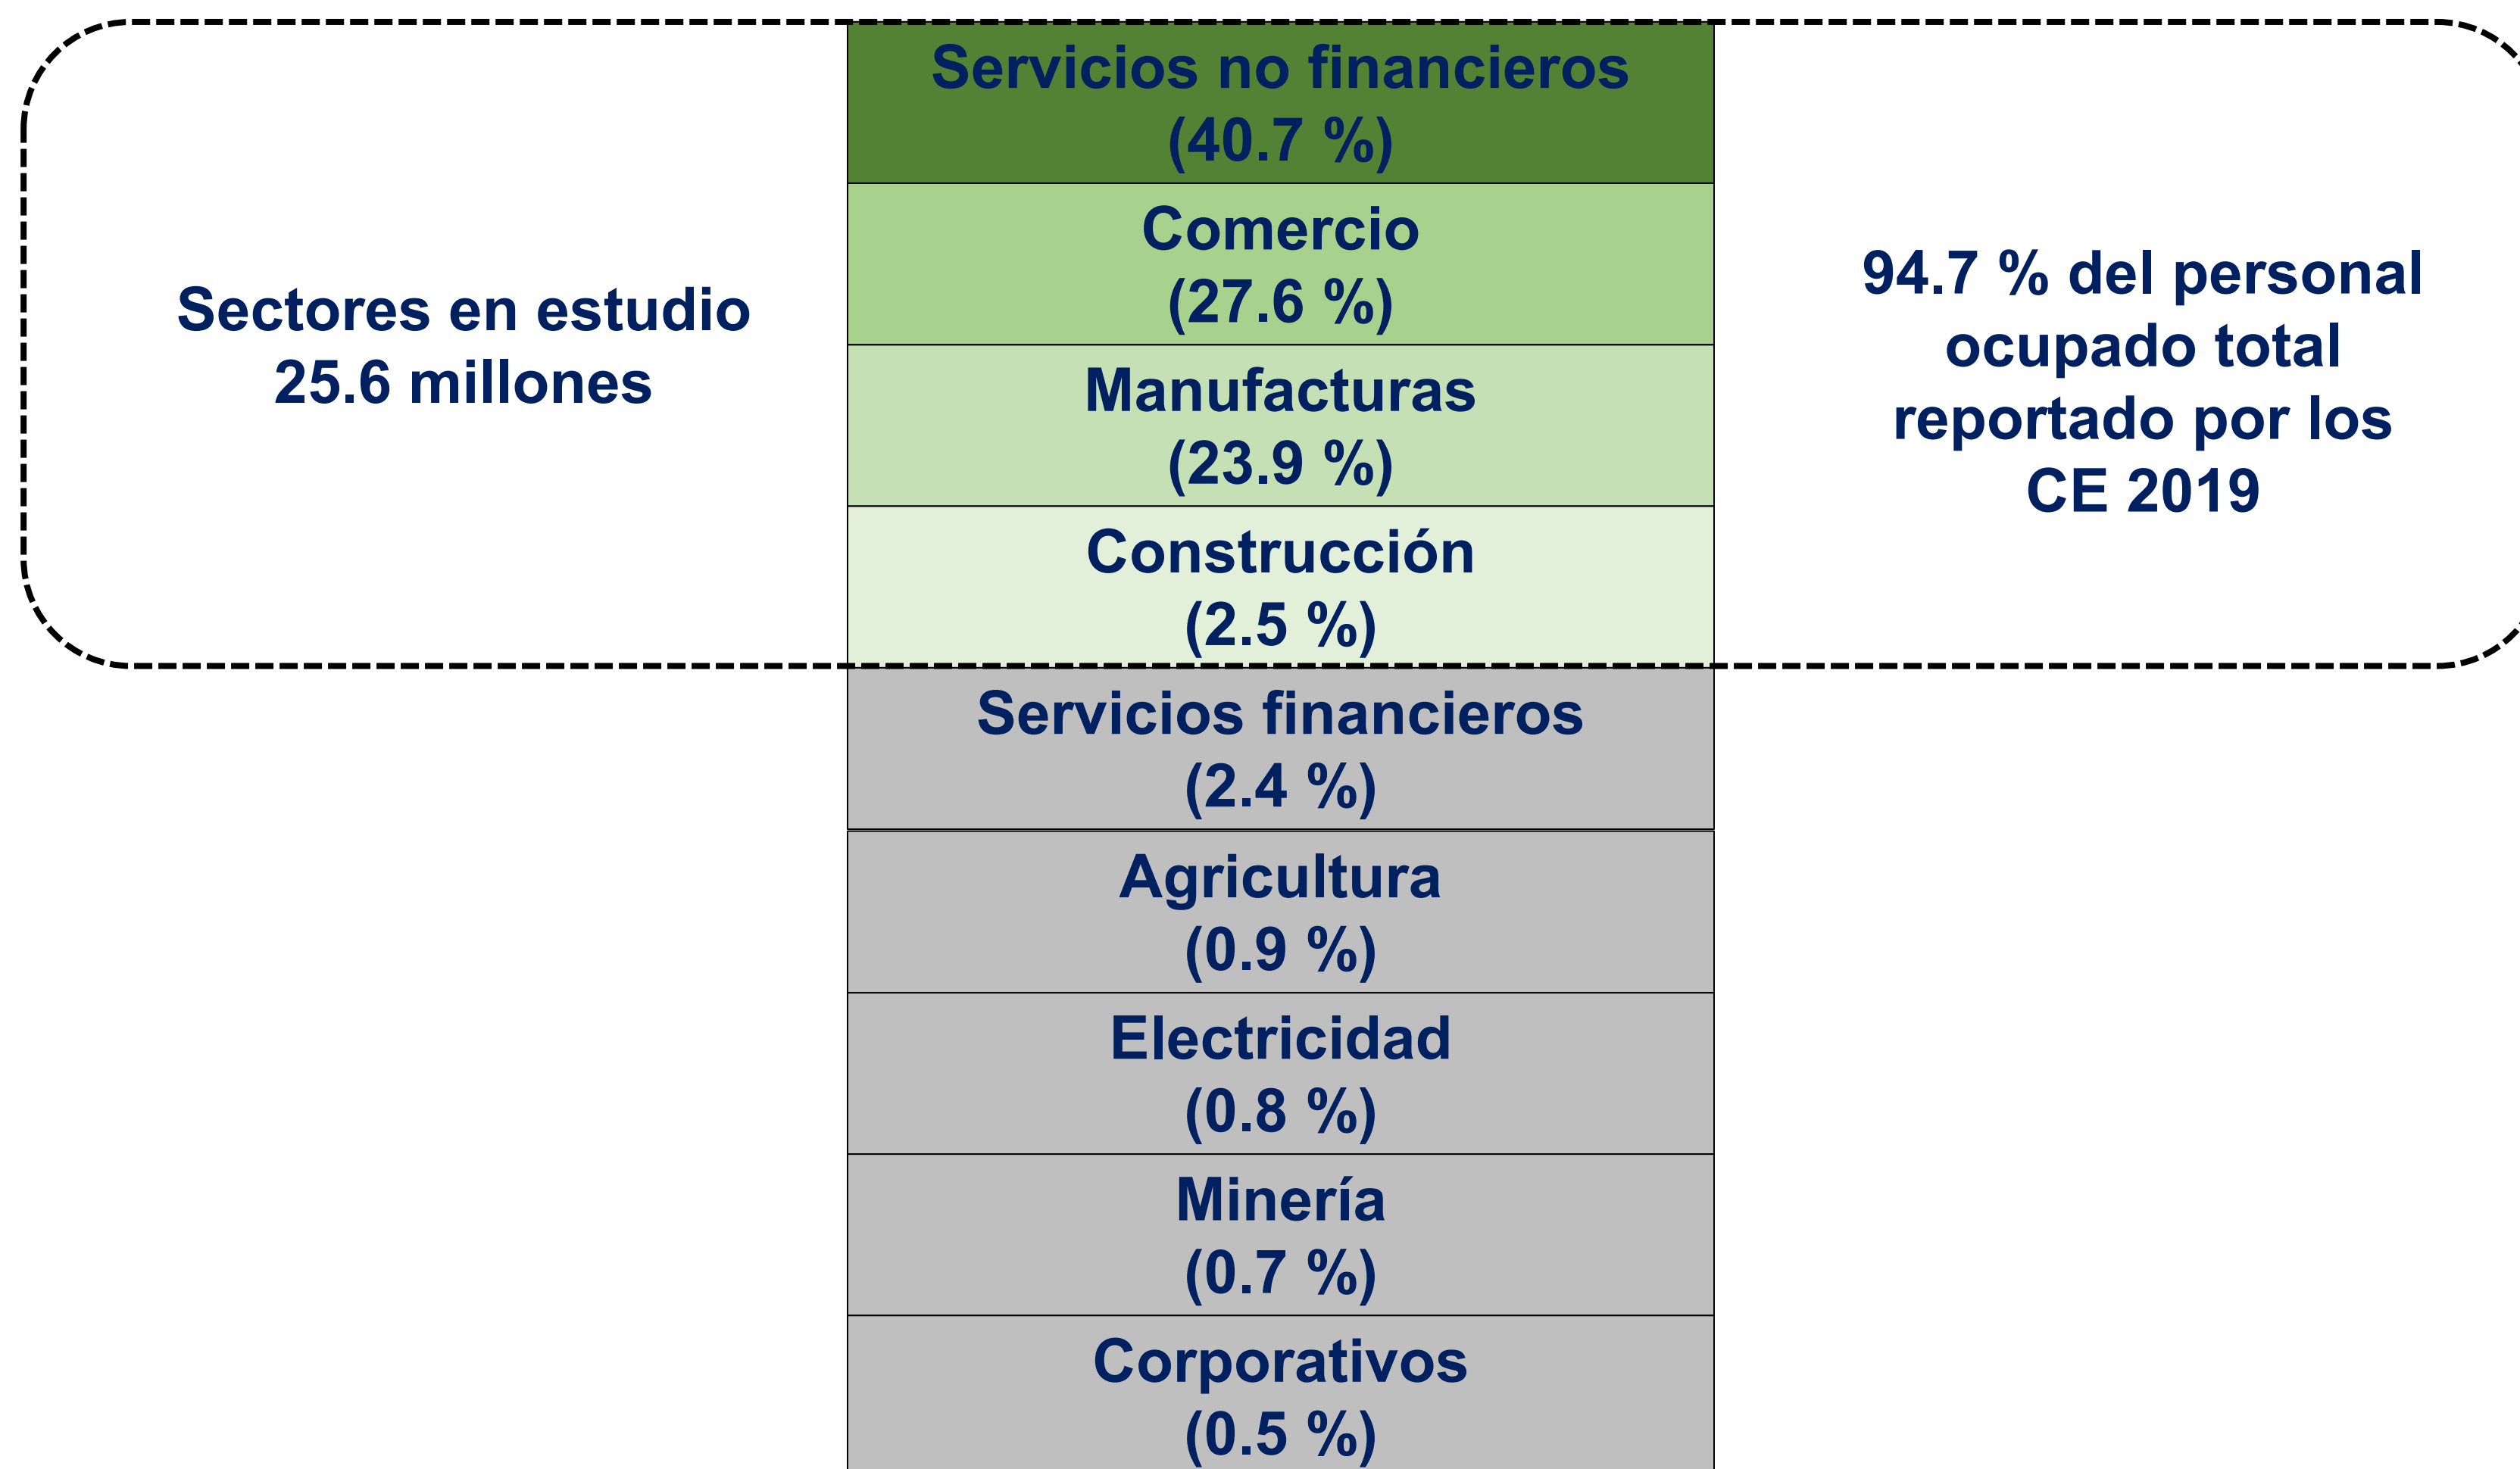 Servicios no financieros
(40.7 %)
Comercio
(27.6 %)
Manufacturas
(23.9 %)
Construcción
(2.5 %)
Servicios financieros
(2.4 %)
Agricultura
(0.9 %)
Electricidad
(0.8 %)
Minería
(0.7 %)
Corporativos
(0.5 %)
Sectores en estudio
25.6 millones
94.7 % del personal
ocupado total
reportado por los
CE 2019